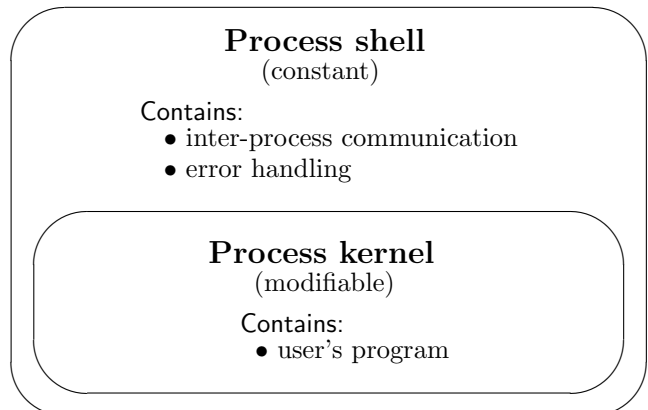 Process shell
(constant)
Contains:
• inter-process communication
• error handling
Process kernel
(modifiable)
Contains:
• user's program